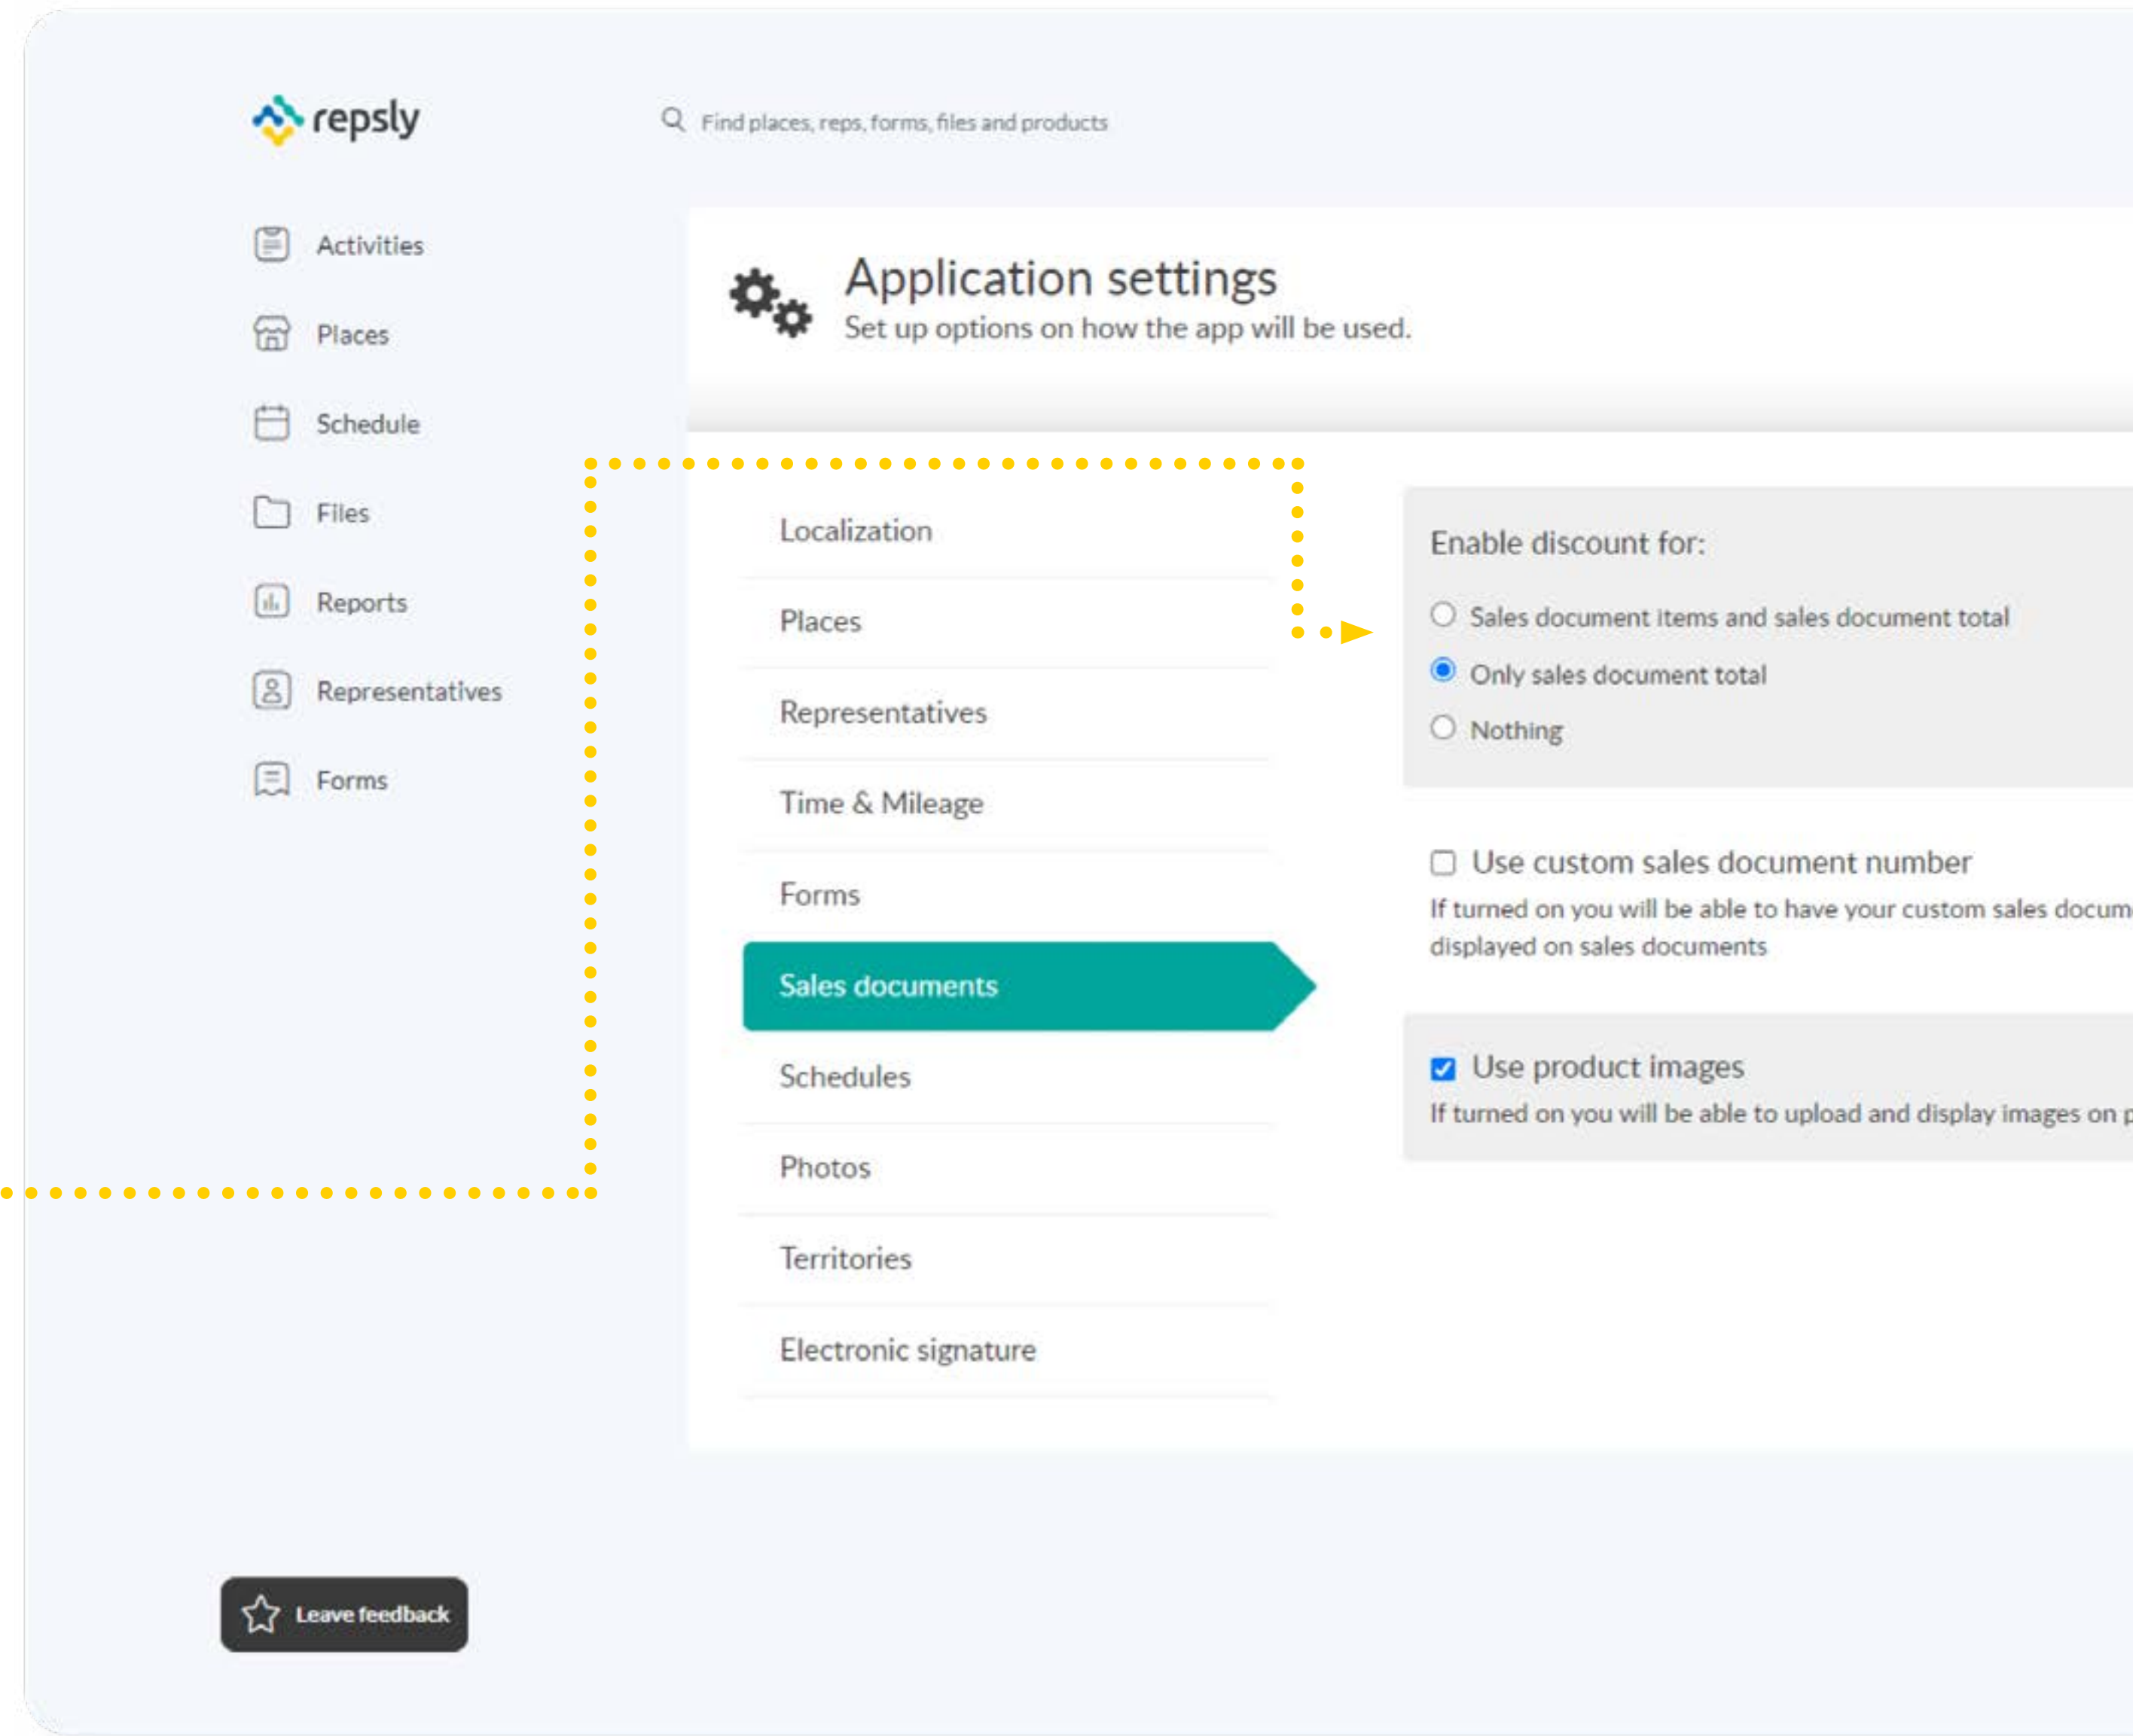 repsly
Find places, reps, forms, files and products
Activities
Places
Schedule
Files
Reports
Representatives
Forms
Application settings
Set up options on how the app will be used.
Localization
Places
Representatives
Time & Mileage
Forms
Sales documents
Schedules
Photos
Territories
Electronic signature
Enable discount for:
Sales document items and sales document total
Only sales document total
Nothing
Use custom sales document number
If turned on you will be able to have your custom sales
displayed on sales documents
Use product images
If turned on you will be able to upload and display images on
Leave feedback